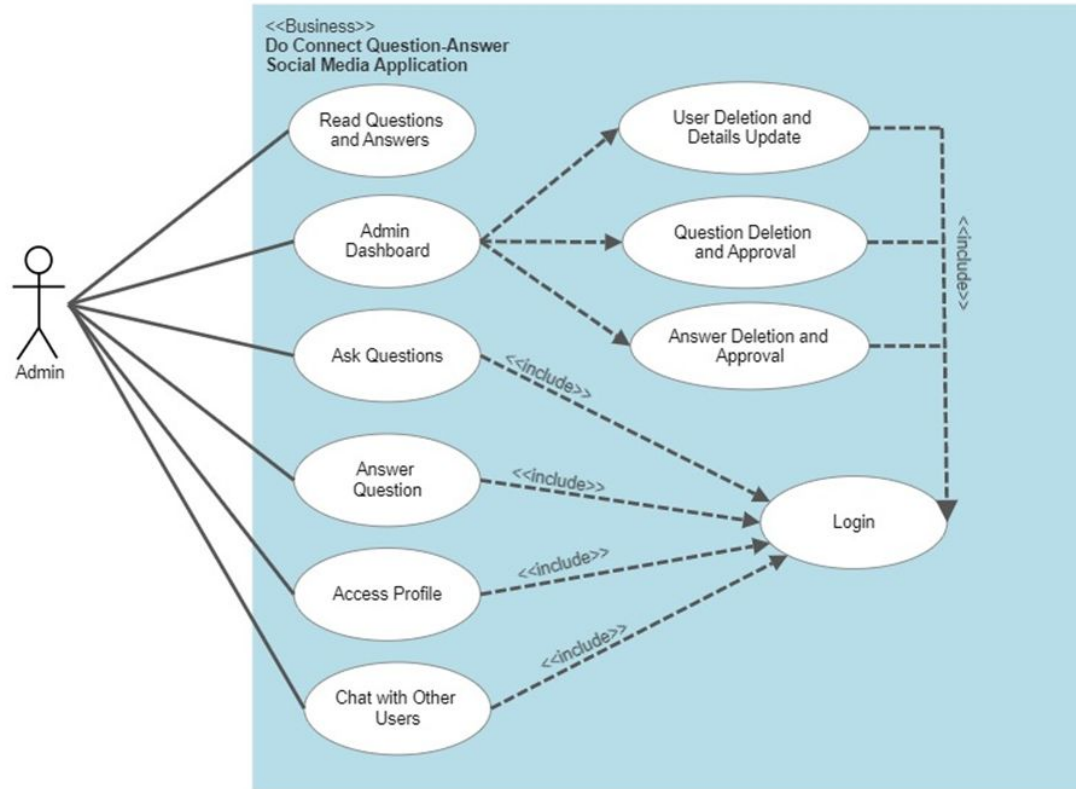 <<Business>>
Do Connect Question-Answer
Social Media Application
Read Questions
and Answers
User Deletion and
Details Update
Admin
Dashboard
Question Deletion
and Approval
<<include>>
Admin
Ask Questions
Answer Deletion and
Approval
<<include>>
Answer
Question
<<include>>
Login
Access Profile
<<include>>
Chat with Other
Users
<<include>>